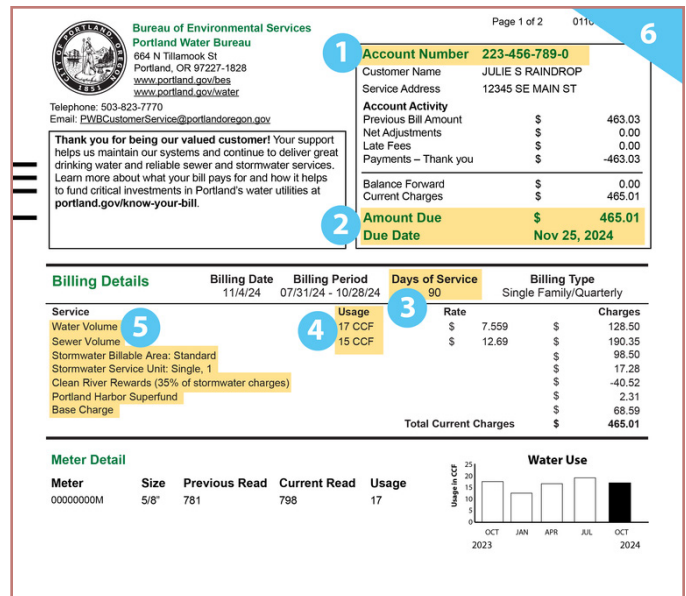 Page 1 of 2 0110
6
CITY OF PORTLAND, OREGON
1851
Bureau of Environmental Services
Portland Water Bureau
664 N Tillamook St
Portland, OR 97227-1828
www.portland.gov/bes
www.portland.gov/water
Telephone: 503-823-7770
Email: PWBCustomerService@portlandoregon.gov
Thank you for being our valued customer! Your support
helps us maintain our systems and continue to deliver great
drinking water and reliable sewer and stormwater services.
Learn more about what your bill pays for and how it helps
to fund critical investments in Portland's water utilities at
portland.gov/know-your-bill.
1
Account Number 223-456-789-0
Customer Name JULIE S RAINDROP
Service Address 12345 SE MAIN ST
Account Activity
Previous Bill Amount $ 463.03
Net Adjustments $ 0.00
Late Fees $ 0.00
Payments – Thank you $ -463.03
Balance Forward $ 0.00
Current Charges $ 465.01
2
Amount Due $ 465.01
Due Date Nov 25, 2024
Billing Details Billing Date Billing Period Days of Service Billing Type
11/4/24 07/31/24 - 10/28/24 90 Single Family/Quarterly
3
Service Usage Rate Charges
5 4
Water Volume 17 CCF $ 7.559 $ 128.50
Sewer Volume 15 CCF $ 12.69 $ 190.35
Stormwater Billable Area: Standard $ 98.50
Stormwater Service Unit: Single, 1 $ 17.28
Clean River Rewards (35% of stormwater charges) $ -40.52
Portland Harbor Superfund $ 2.31
Base Charge $ 68.59
Total Current Charges $ 465.01
Meter Detail
Meter Size Previous Read Current Read Usage
00000000M 5/8" 781 798 17
Water Use
Usage in CCF
25
20
15
10
5
0
OCT JAN APR JUL OCT
2023 2024